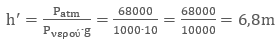 h′ = P_atm / P_νερού·g = 68000 / 1000·10 = 68000 / 10000 = 6,8m